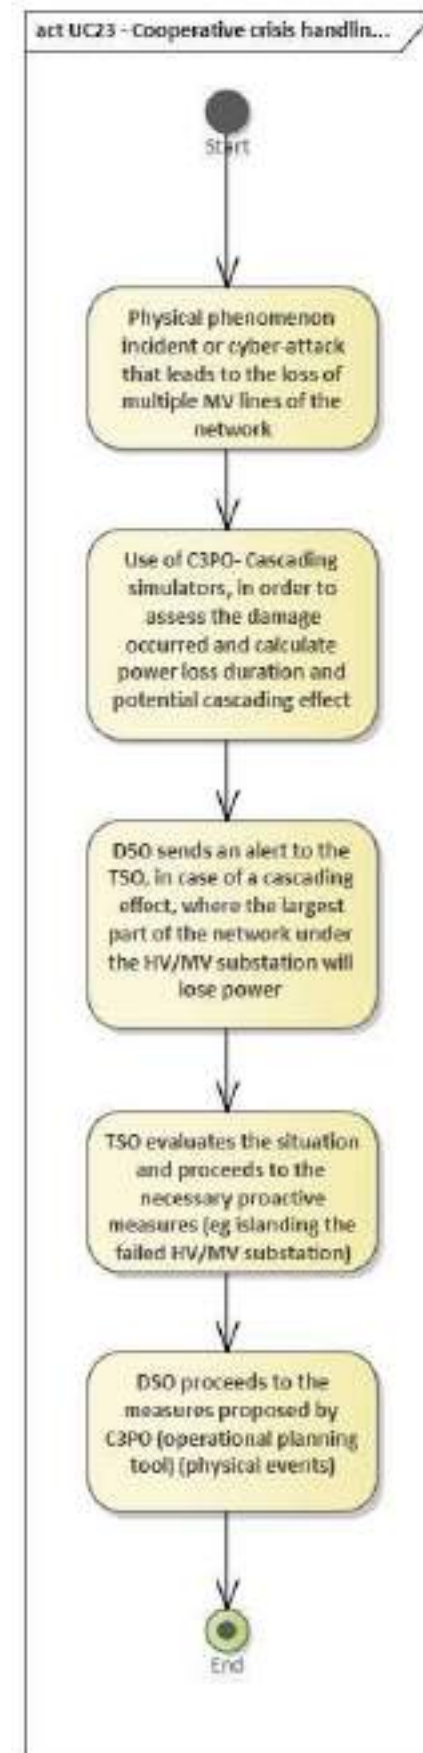 act UC23 - Cooperative crisis handlin...
Start
Physical phenomenon
incident or cyber-attack
that leads to the loss of
multiple MV lines of the
network
Use of C3PO- Cascading
simulators, in order to
assess the damage
occurred and calculate
power loss duration and
potential cascading effect
DSO sends an alert to the
TSO, in case of a cascading
effect, where the largest
part of the network under
the HV/MV substation will
lose power
TSO evaluates the situation
and proceeds to the
necessary proactive
measures (eg islanding the
failed HV/MV substation)
DSO proceeds to the
measures proposed by
C3PO (operational planning
tool) (physical events)
End